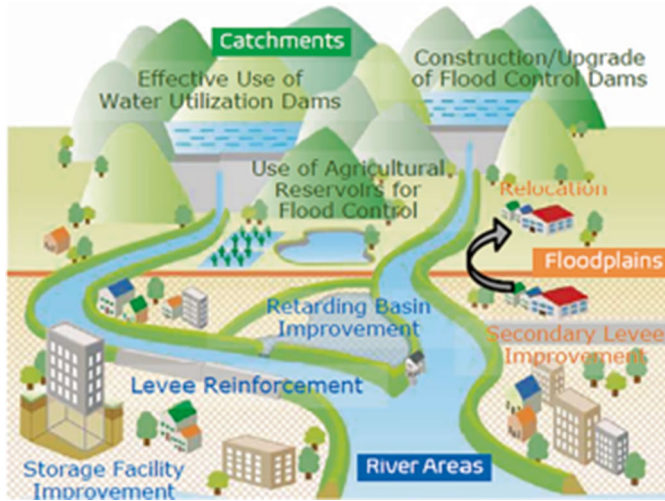 Catchments
Effective Use of
Water Utilization Dams
Construction/Upgrade
of Flood Control Dams
Use of Agricultural
Reservoirs for
Flood Control
Relocation
Floodplains
Retarding Basin
Improvement
Secondary Levee
Improvement
Levee Reinforcement
Storage Facility
Improvement
River Areas